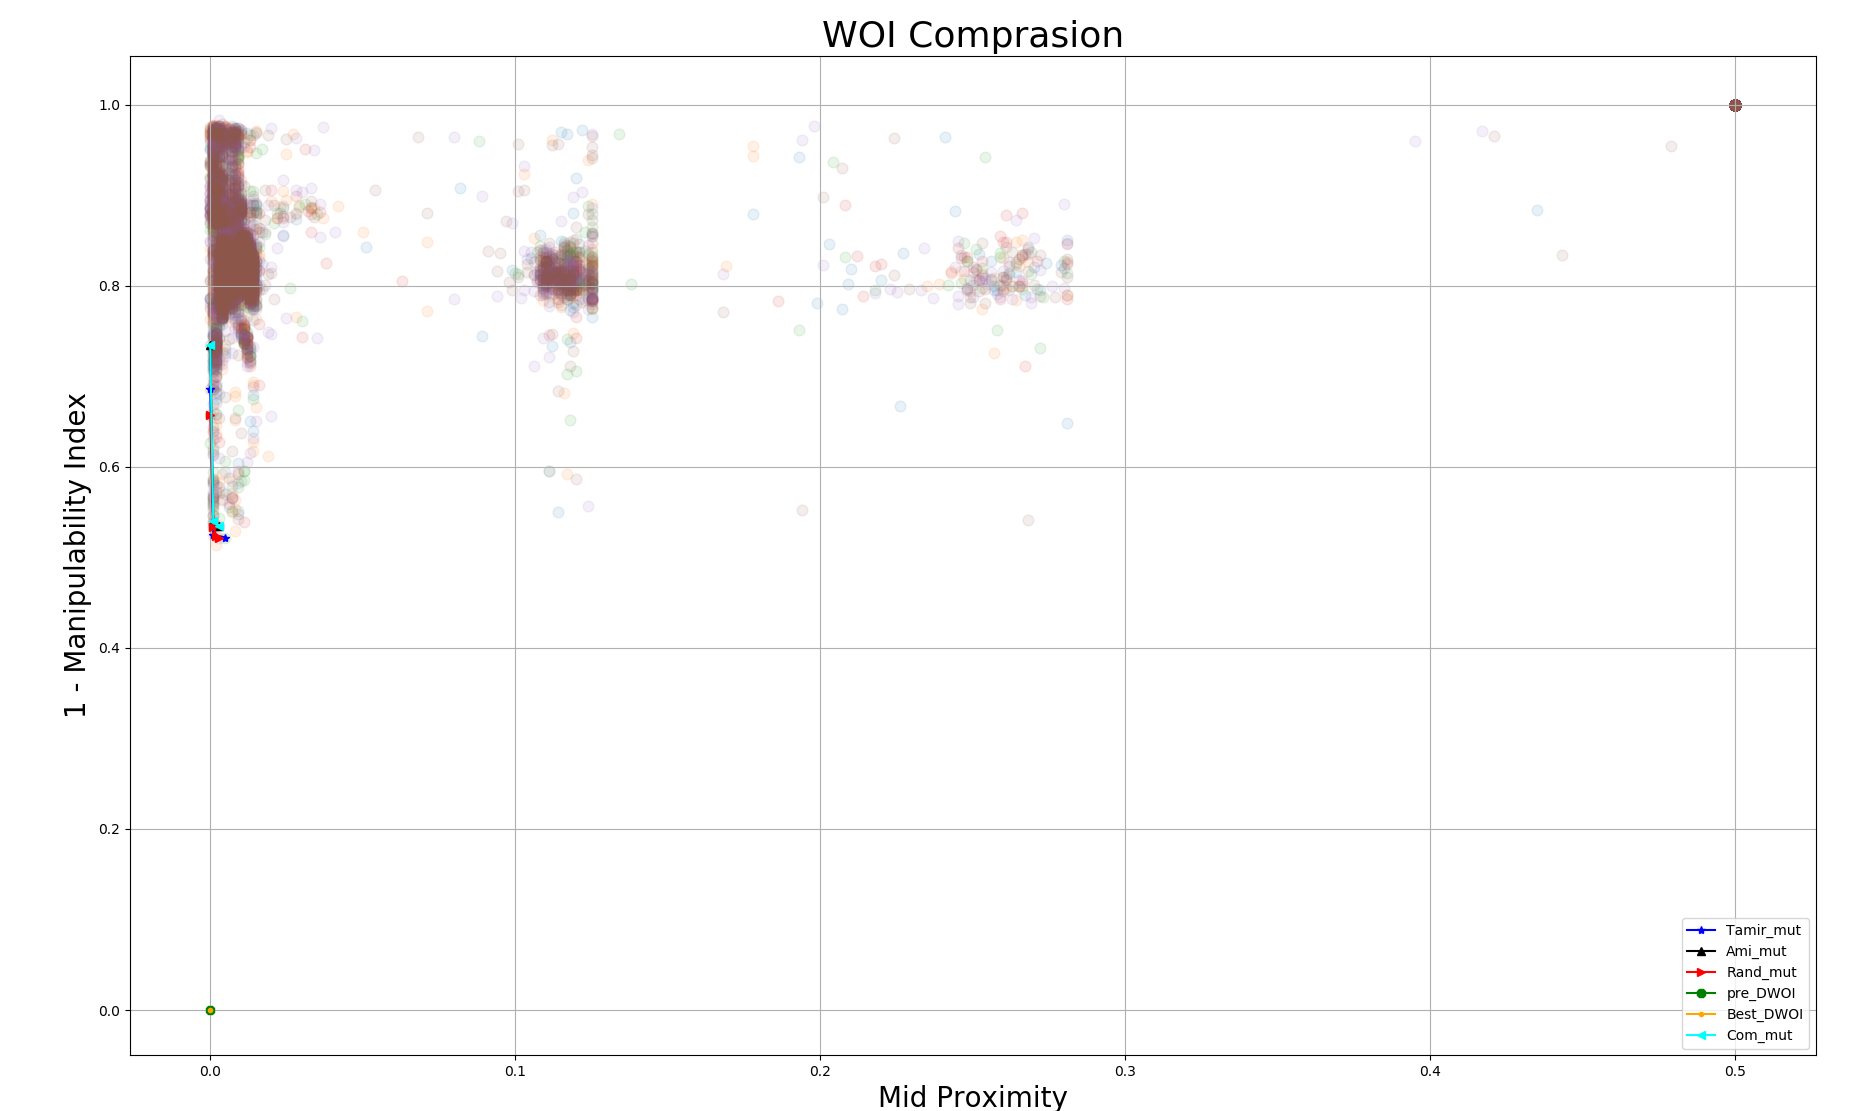 WOI Comprasion
1.0
0.8
0.6
0.4
0.2
0.0
1 - Manipulability Index
Tamir_mut
Ami_mut
Rand_mut
pre_DWOI
Best_DWOI
Com_mut
0.0 0.1 0.2 0.3 0.4 0.5
Mid Proximity